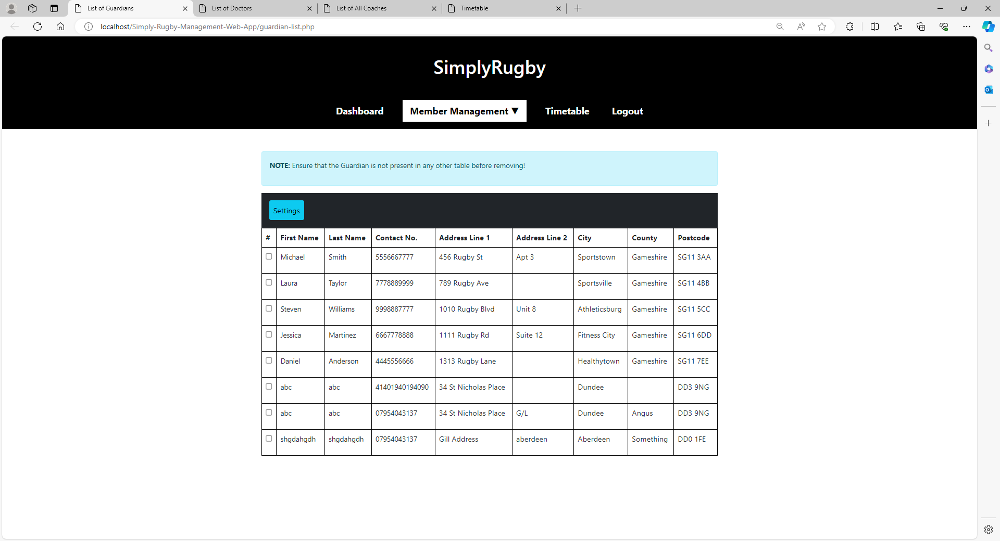 List of Guardians
List of Doctors
List of All Coaches
Timetable
localhost/Simply-Rugby-Management-Web-App/guardian-list.php
SimplyRugby
Dashboard Member Management ▼ Timetable Logout
NOTE: Ensure that the Guardian is not present in any other table before removing!
Settings
# First Name Last Name Contact No. Address Line 1 Address Line 2 City County Postcode
Michael Smith 5556667777 456 Rugby St Apt 3 Sportstown Gameshire SG11 3AA
Laura Taylor 7778889999 789 Rugby Ave Sportsville Gameshire SG11 4BB
Steven Williams 9998887777 1010 Rugby Blvd Unit 8 Athleticsburg Gameshire SG11 5CC
Jessica Martinez 6667778888 1111 Rugby Rd Suite 12 Fitness City Gameshire SG11 6DD
Daniel Anderson 4445556666 1313 Rugby Lane Healthytown Gameshire SG11 7EE
abc abc 41401940194090 34 St Nicholas Place Dundee DD3 9NG
abc abc 07954043137 34 St Nicholas Place G/L Dundee Angus DD3 9NG
shgdahgdh shgdahgdh 07954043137 Gill Address aberdeen Aberdeen Something DD0 1FE